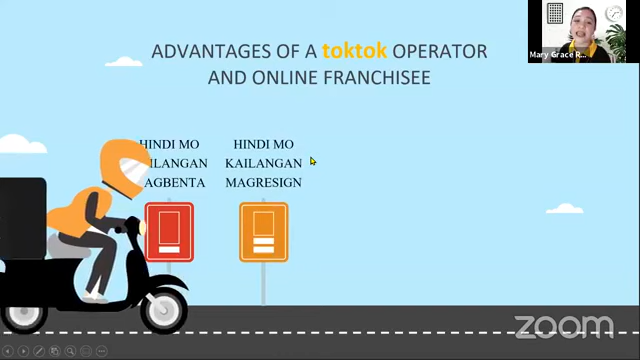 Mary Grace R...
ADVANTAGES OF A toktok OPERATOR
AND ONLINE FRANCHISEE
HINDI MO
HINDI MO
KAILANGAN
MAGRESIGN
zoom